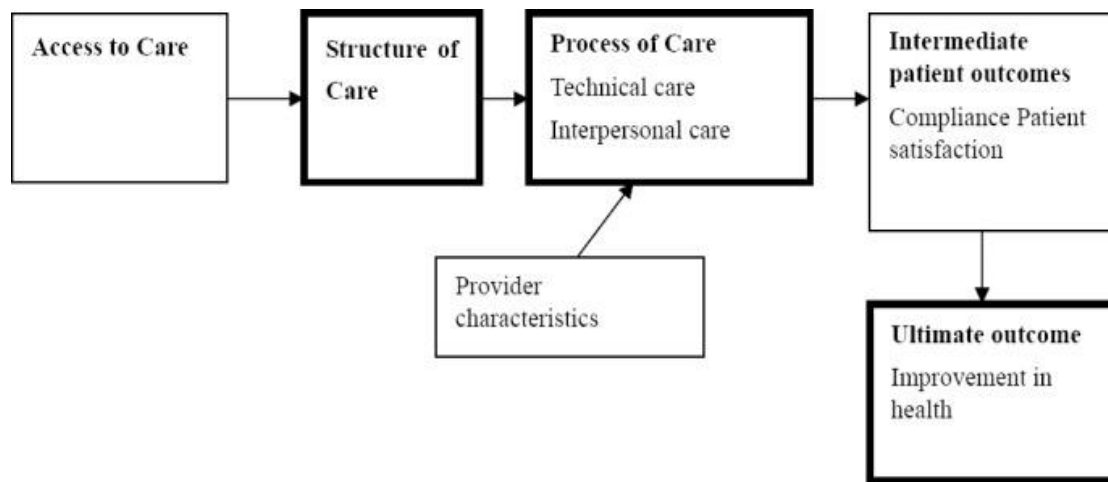 Access to Care
Structure of
Care
Process of Care
Technical care
Interpersonal care
Intermediate
patient outcomes
Compliance Patient
satisfaction
Provider
characteristics
Ultimate outcome
Improvement in
health